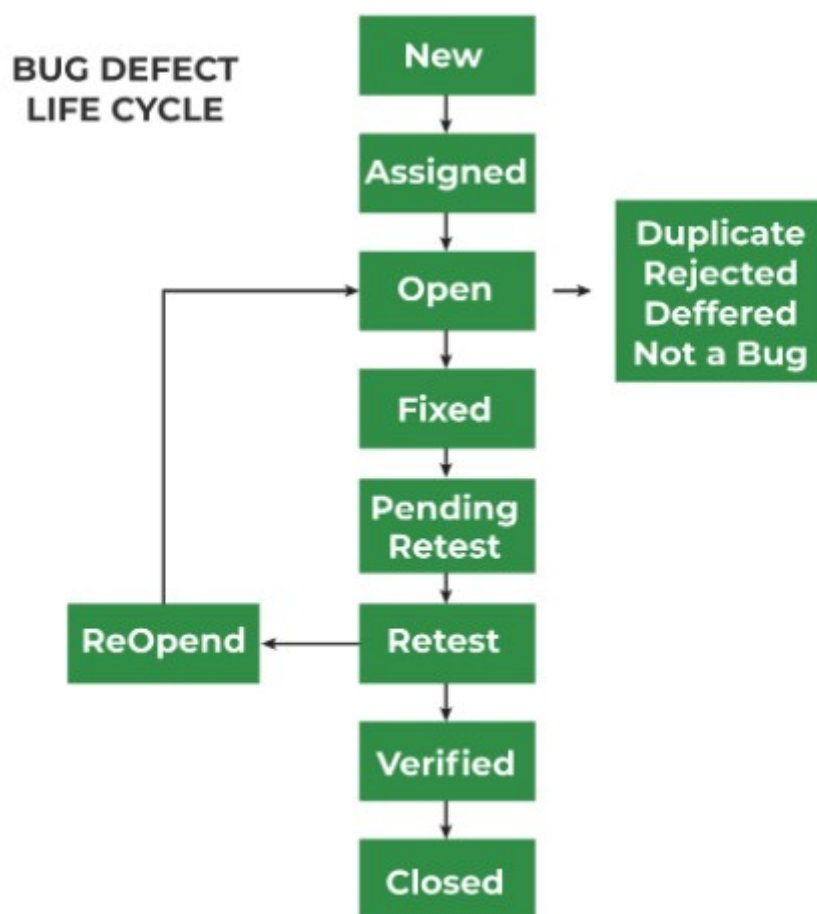 BUG DEFECT
LIFE CYCLE
New
Assigned
Open
Duplicate
Rejected
Deffered
Not a Bug
Fixed
Pending
Retest
ReOpend
Retest
Verified
Closed